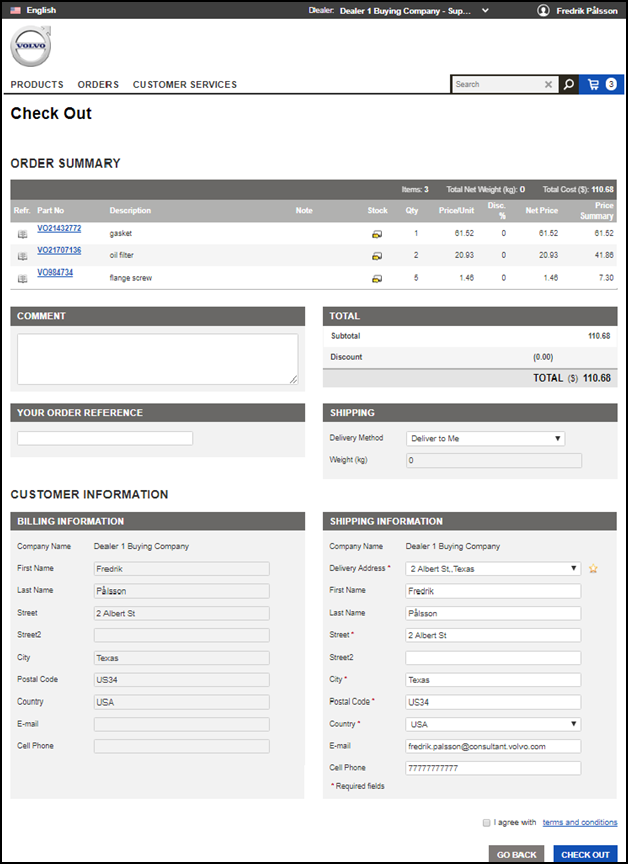 English Dealer: Dealer 1 Buying Company - Sup... Fredrik Pålsson
VOLVO
PRODUCTS ORDERS CUSTOMER SERVICES Search 3
Check Out
ORDER SUMMARY
Items: 3 Total Net Weight (kg): 0 Total Cost ($): 110.68
Refr. Part No Description Note Stock Qty Price/Unit Disc. % Net Price Price Summary
VO21432772 gasket 1 61.52 0 61.52 61.52
VO21707136 oil filter 2 20.93 0 20.93 41.86
VO984734 flange screw 5 1.46 0 1.46 7.30
COMMENT
TOTAL
Subtotal 110.68
Discount (0.00)
TOTAL ($) 110.68
YOUR ORDER REFERENCE
SHIPPING
Delivery Method Deliver to Me
Weight (kg) 0
CUSTOMER INFORMATION
BILLING INFORMATION
Company Name Dealer 1 Buying Company
First Name Fredrik
Last Name Pålsson
Street 2 Albert St
Street2
City Texas
Postal Code US34
Country USA
E-mail
Cell Phone
SHIPPING INFORMATION
Company Name Dealer 1 Buying Company
Delivery Address * 2 Albert St,,Texas
First Name Fredrik
Last Name Pålsson
Street * 2 Albert St
Street2
City * Texas
Postal Code * US34
Country * USA
E-mail fredrik.palsson@consultant.volvo.com
Cell Phone 77777777777
* Required fields
I agree with terms and conditions
GO BACK CHECK OUT